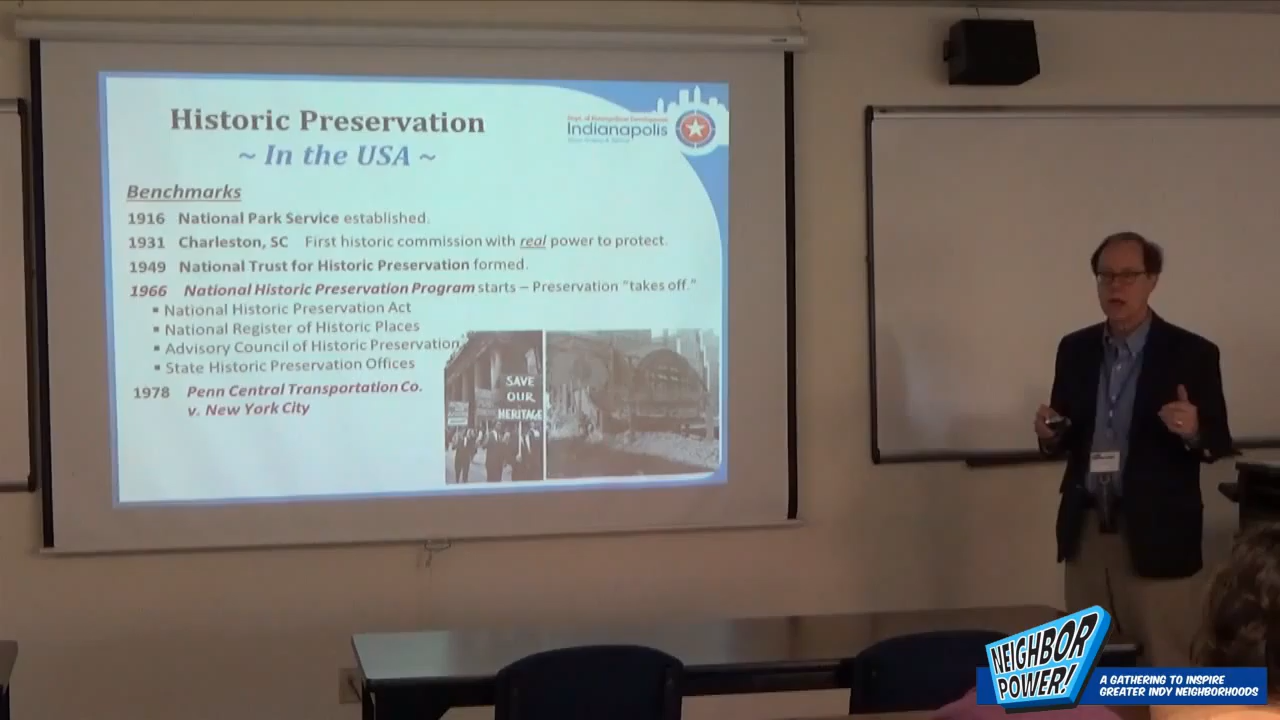 Historic Preservation
~ In the USA ~
Dept. of Metropolitan Development
Indianapolis
Benchmarks
1916 National Park Service established.
1931 Charleston, SC First historic commission with real power to protect.
1949 National Trust for Historic Preservation formed.
1966 National Historic Preservation Program starts – Preservation "takes off."
▪ National Historic Preservation Act
▪ National Register of Historic Places
▪ Advisory Council of Historic Preservation
▪ State Historic Preservation Offices
1978 Penn Central Transportation Co.
v. New York City
SAVE
OUR
HERITAGE
NEIGHBOR
POWER!
A GATHERING TO INSPIRE
GREATER INDY NEIGHBORHOODS